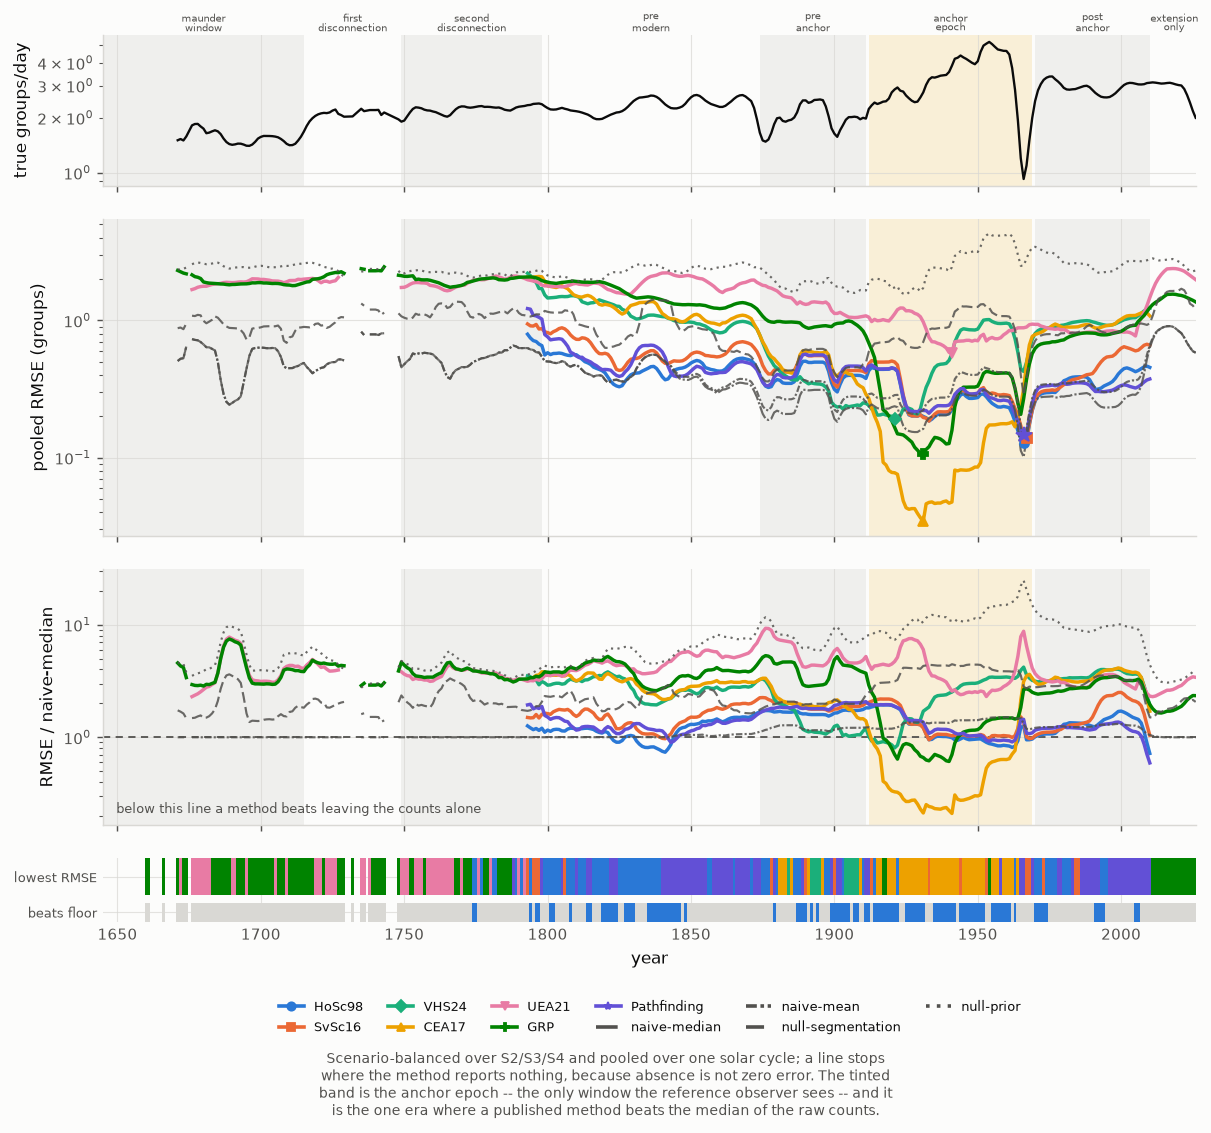 maunder window
first disconnection
second disconnection
pre modern
pre anchor
anchor epoch
post anchor
extension only
true groups/day
4 × 10⁰
3 × 10⁰
2 × 10⁰
10⁰
pooled RMSE (groups)
10⁰
10⁻¹
RMSE / naive-median
10¹
10⁰
below this line a method beats leaving the counts alone
lowest RMSE
beats floor
1650 1700 1750 1800 1850 1900 1950 2000
year
HoSc98 VHS24 UEA21 Pathfinding naive-mean null-prior
SvSc16 CEA17 GRP naive-median null-segmentation
Scenario-balanced over S2/S3/S4 and pooled over one solar cycle; a line stops
where the method reports nothing, because absence is not zero error. The tinted
band is the anchor epoch -- the only window the reference observer sees -- and it
is the one era where a published method beats the median of the raw counts.